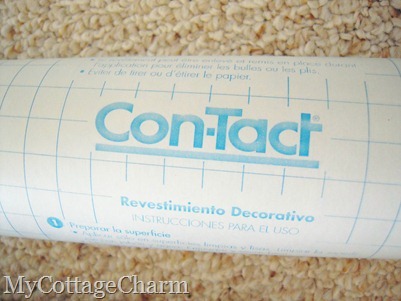 l'application pour éliminer les bulles ou les plis.
• Éviter de tirer ou d'étirer le papier.
Con-Tact®
Revestimiento Decorativo
INSTRUCCIONES PARA EL USO
1 Preparar la superficie
MyCottageCharm